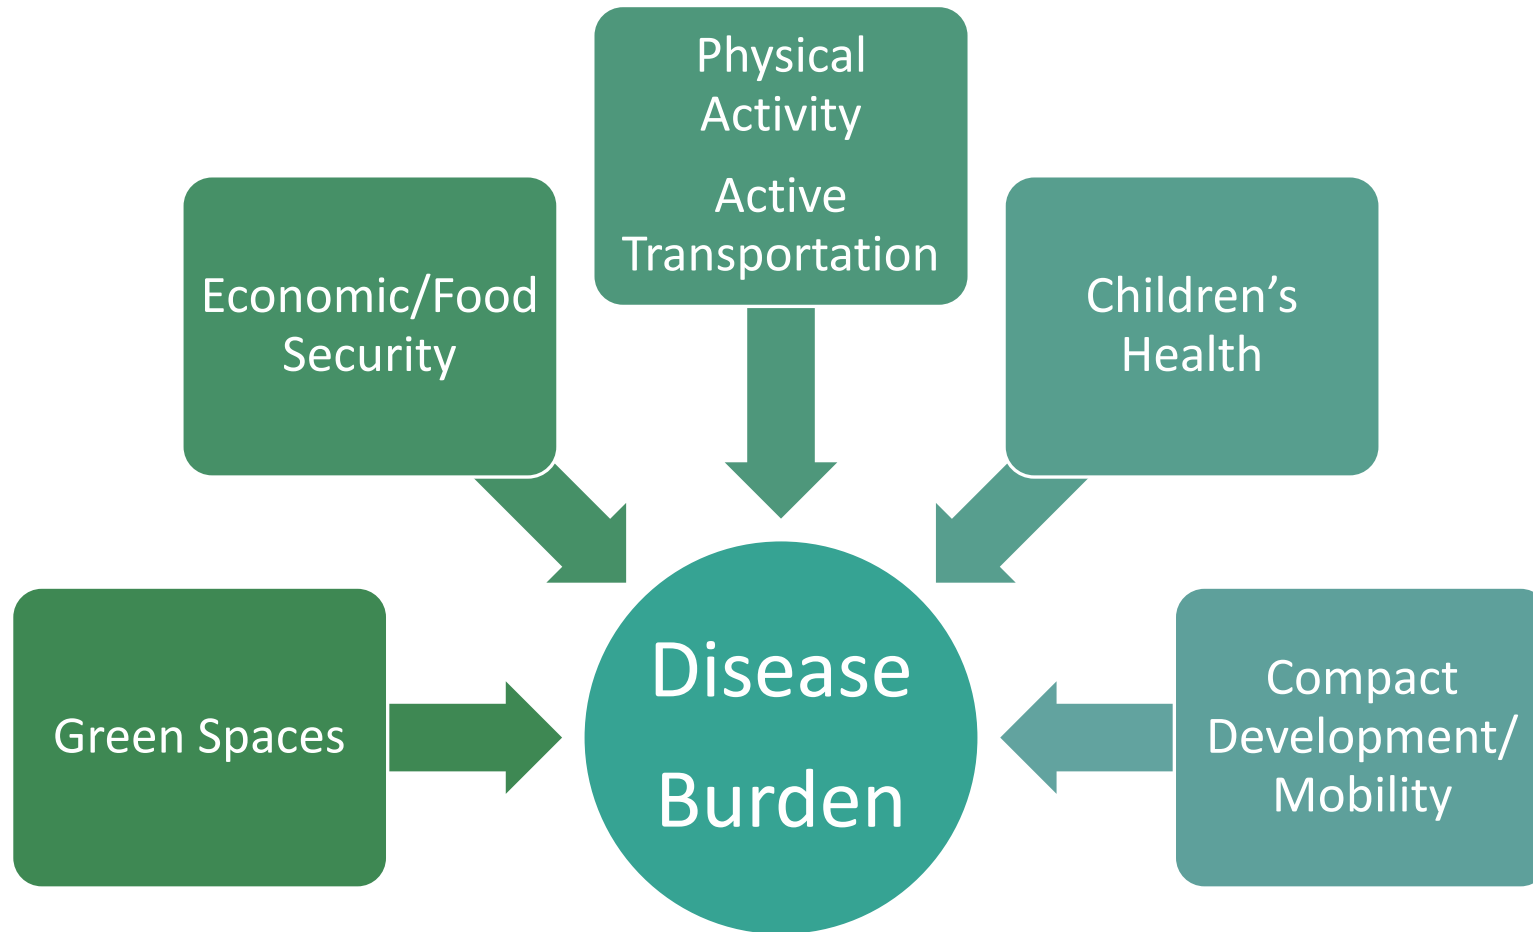 Physical
Activity
Active
Transportation
Economic/Food
Security
Children’s
Health
Green Spaces
Disease
Burden
Compact
Development/
Mobility